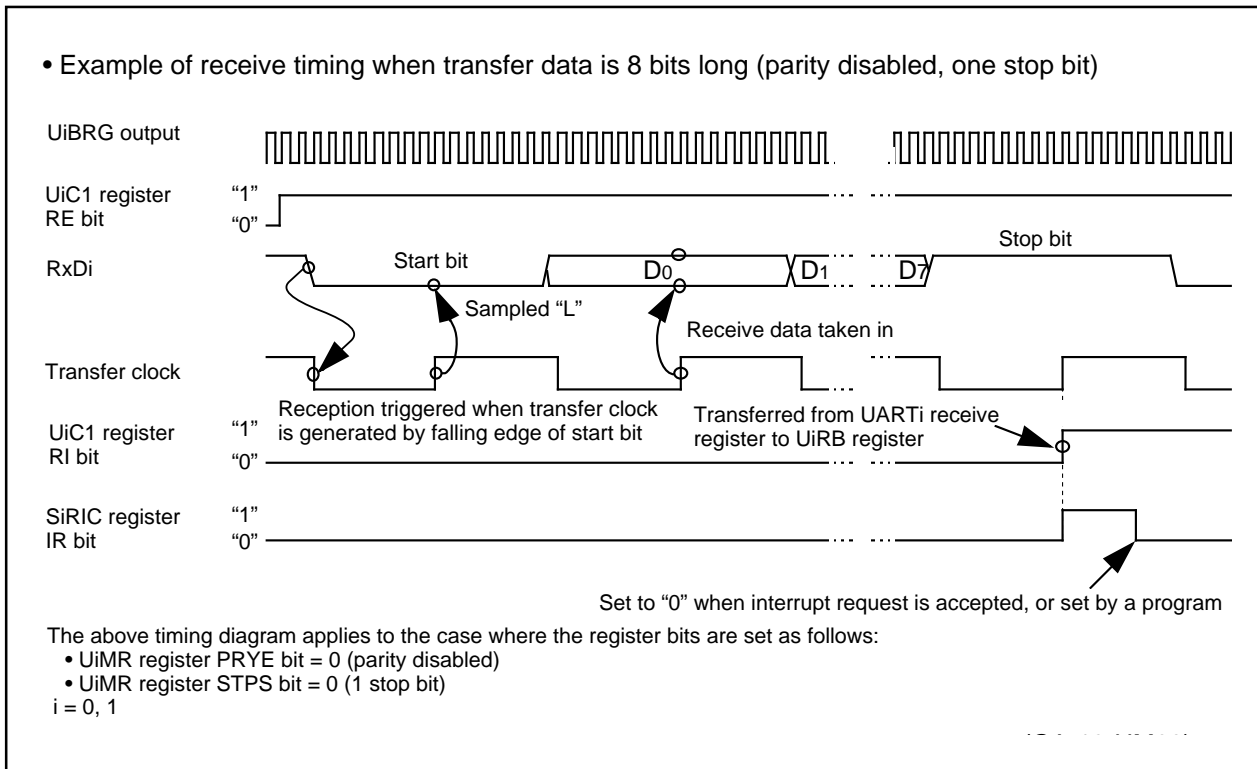 • Example of receive timing when transfer data is 8 bits long (parity disabled, one stop bit)
UiBRG output
UiC1 register
RE bit
“1”
“0”
RxDi
Start bit
D0
D1
D7
Stop bit
Sampled “L”
Receive data taken in
Transfer clock
Reception triggered when transfer clock
is generated by falling edge of start bit
Transferred from UARTi receive
register to UiRB register
UiC1 register
RI bit
“1”
“0”
SiRIC register
IR bit
“1”
“0”
Set to “0” when interrupt request is accepted, or set by a program
The above timing diagram applies to the case where the register bits are set as follows:
• UiMR register PRYE bit = 0 (parity disabled)
• UiMR register STPS bit = 0 (1 stop bit)
i = 0, 1